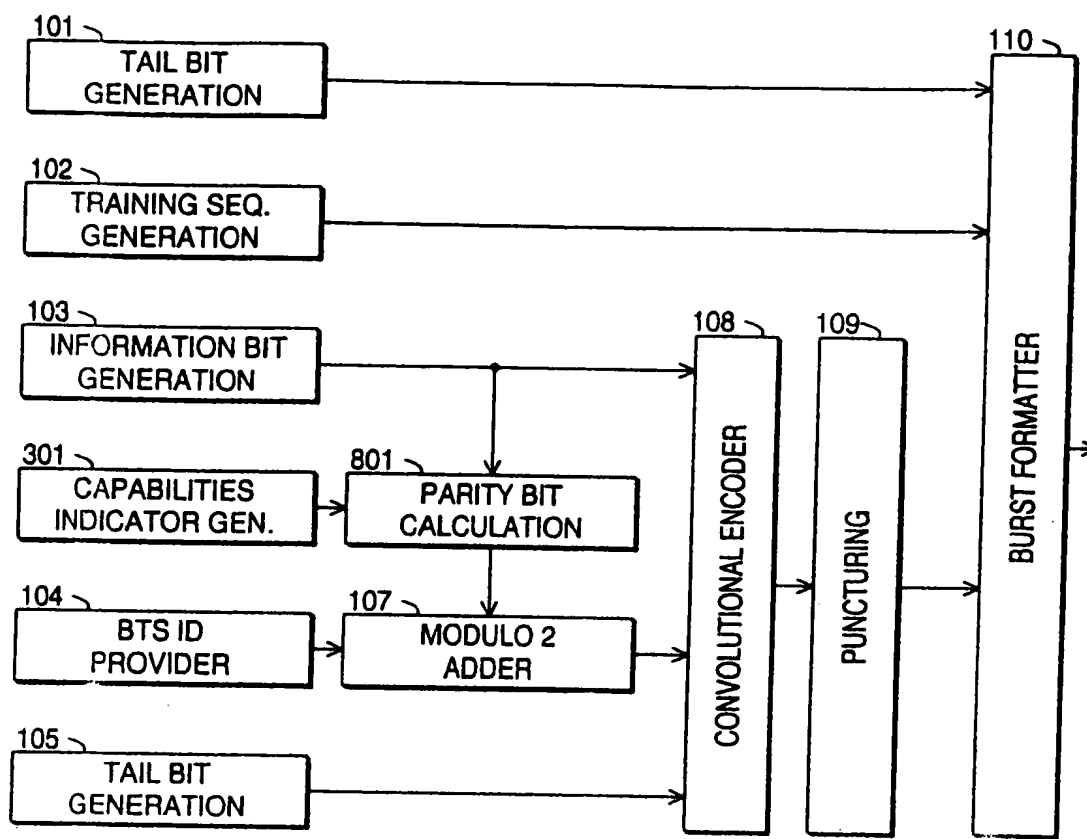 101
TAIL BIT
GENERATION
110
102
TRAINING SEQ.
GENERATION
103
INFORMATION BIT
GENERATION
108
109
301
CAPABILITIES
INDICATOR GEN.
801
PARITY BIT
CALCULATION
104
BTS ID
PROVIDER
107
MODULO 2
ADDER
105
TAIL BIT
GENERATION
CONVOLUTIONAL ENCODER
PUNCTURING
BURST FORMATTER